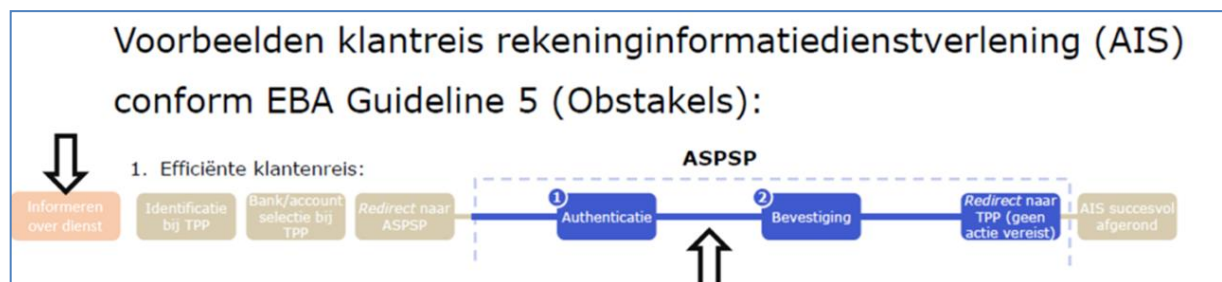 Voorbeelden klantreis rekeninginformatiedienstverlening (AIS)
conform EBA Guideline 5 (Obstakels):
1. Efficiënte klantenreis:
ASPSP
Informeren
over dienst
Identificatie
bij TPP
Bank/account
selectie bij
TPP
Redirect naar
ASPSP
1
Authenticatie
2
Bevestiging
Redirect naar
TPP (geen
actie vereist)
AIS succesvol
afgerond